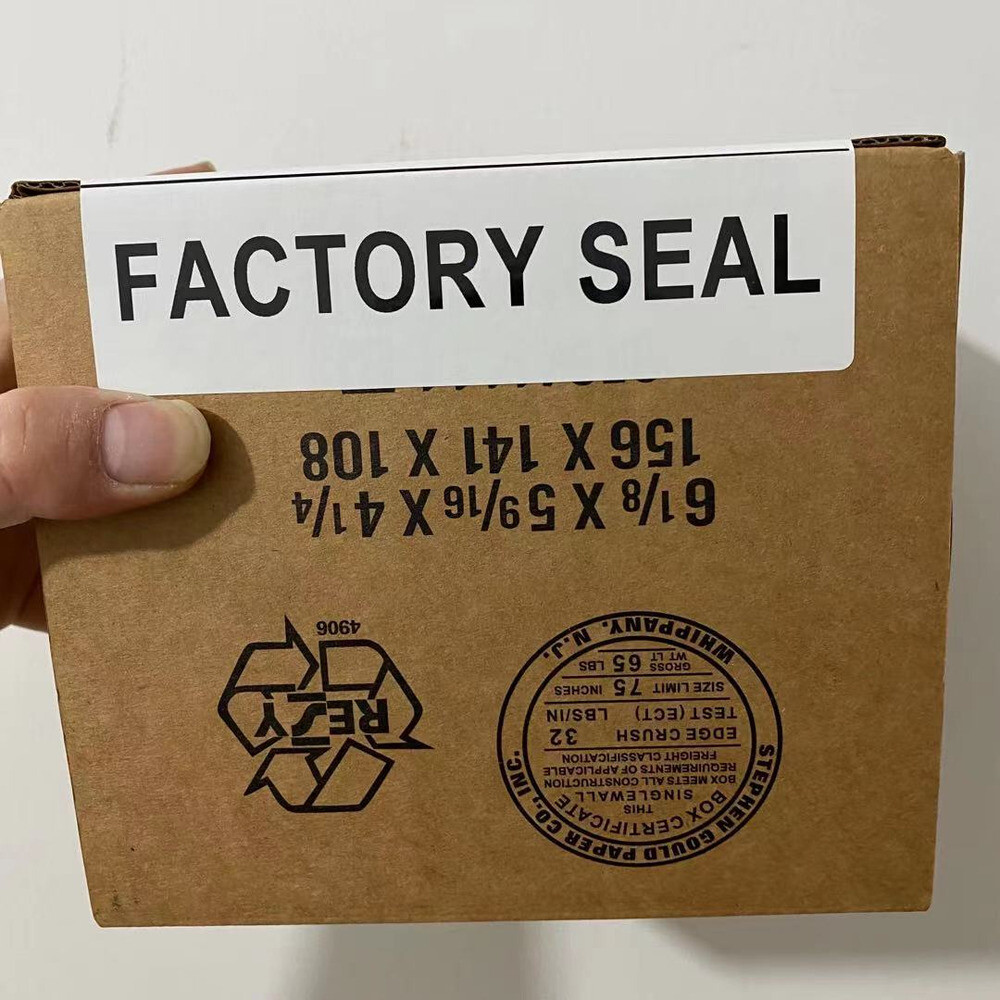 FACTORY SEAL
156 X 141 X 108
6 1/8 X 5 9/16 X 4 1/4
4906
RESY
STEPHEN GOULD PAPER CO., INC.
BOX CERTIFICATE
THIS
SINGLEWALL
BOX MEETS ALL CONSTRUCTION
REQUIREMENTS OF APPLICABLE
FREIGHT CLASSIFICATION
EDGE CRUSH
TEST (ECT) 32 LBS/IN
SIZE LIMIT 75 INCHES
GROSS WT LT 65 LBS
WHIPPANY, N.J.